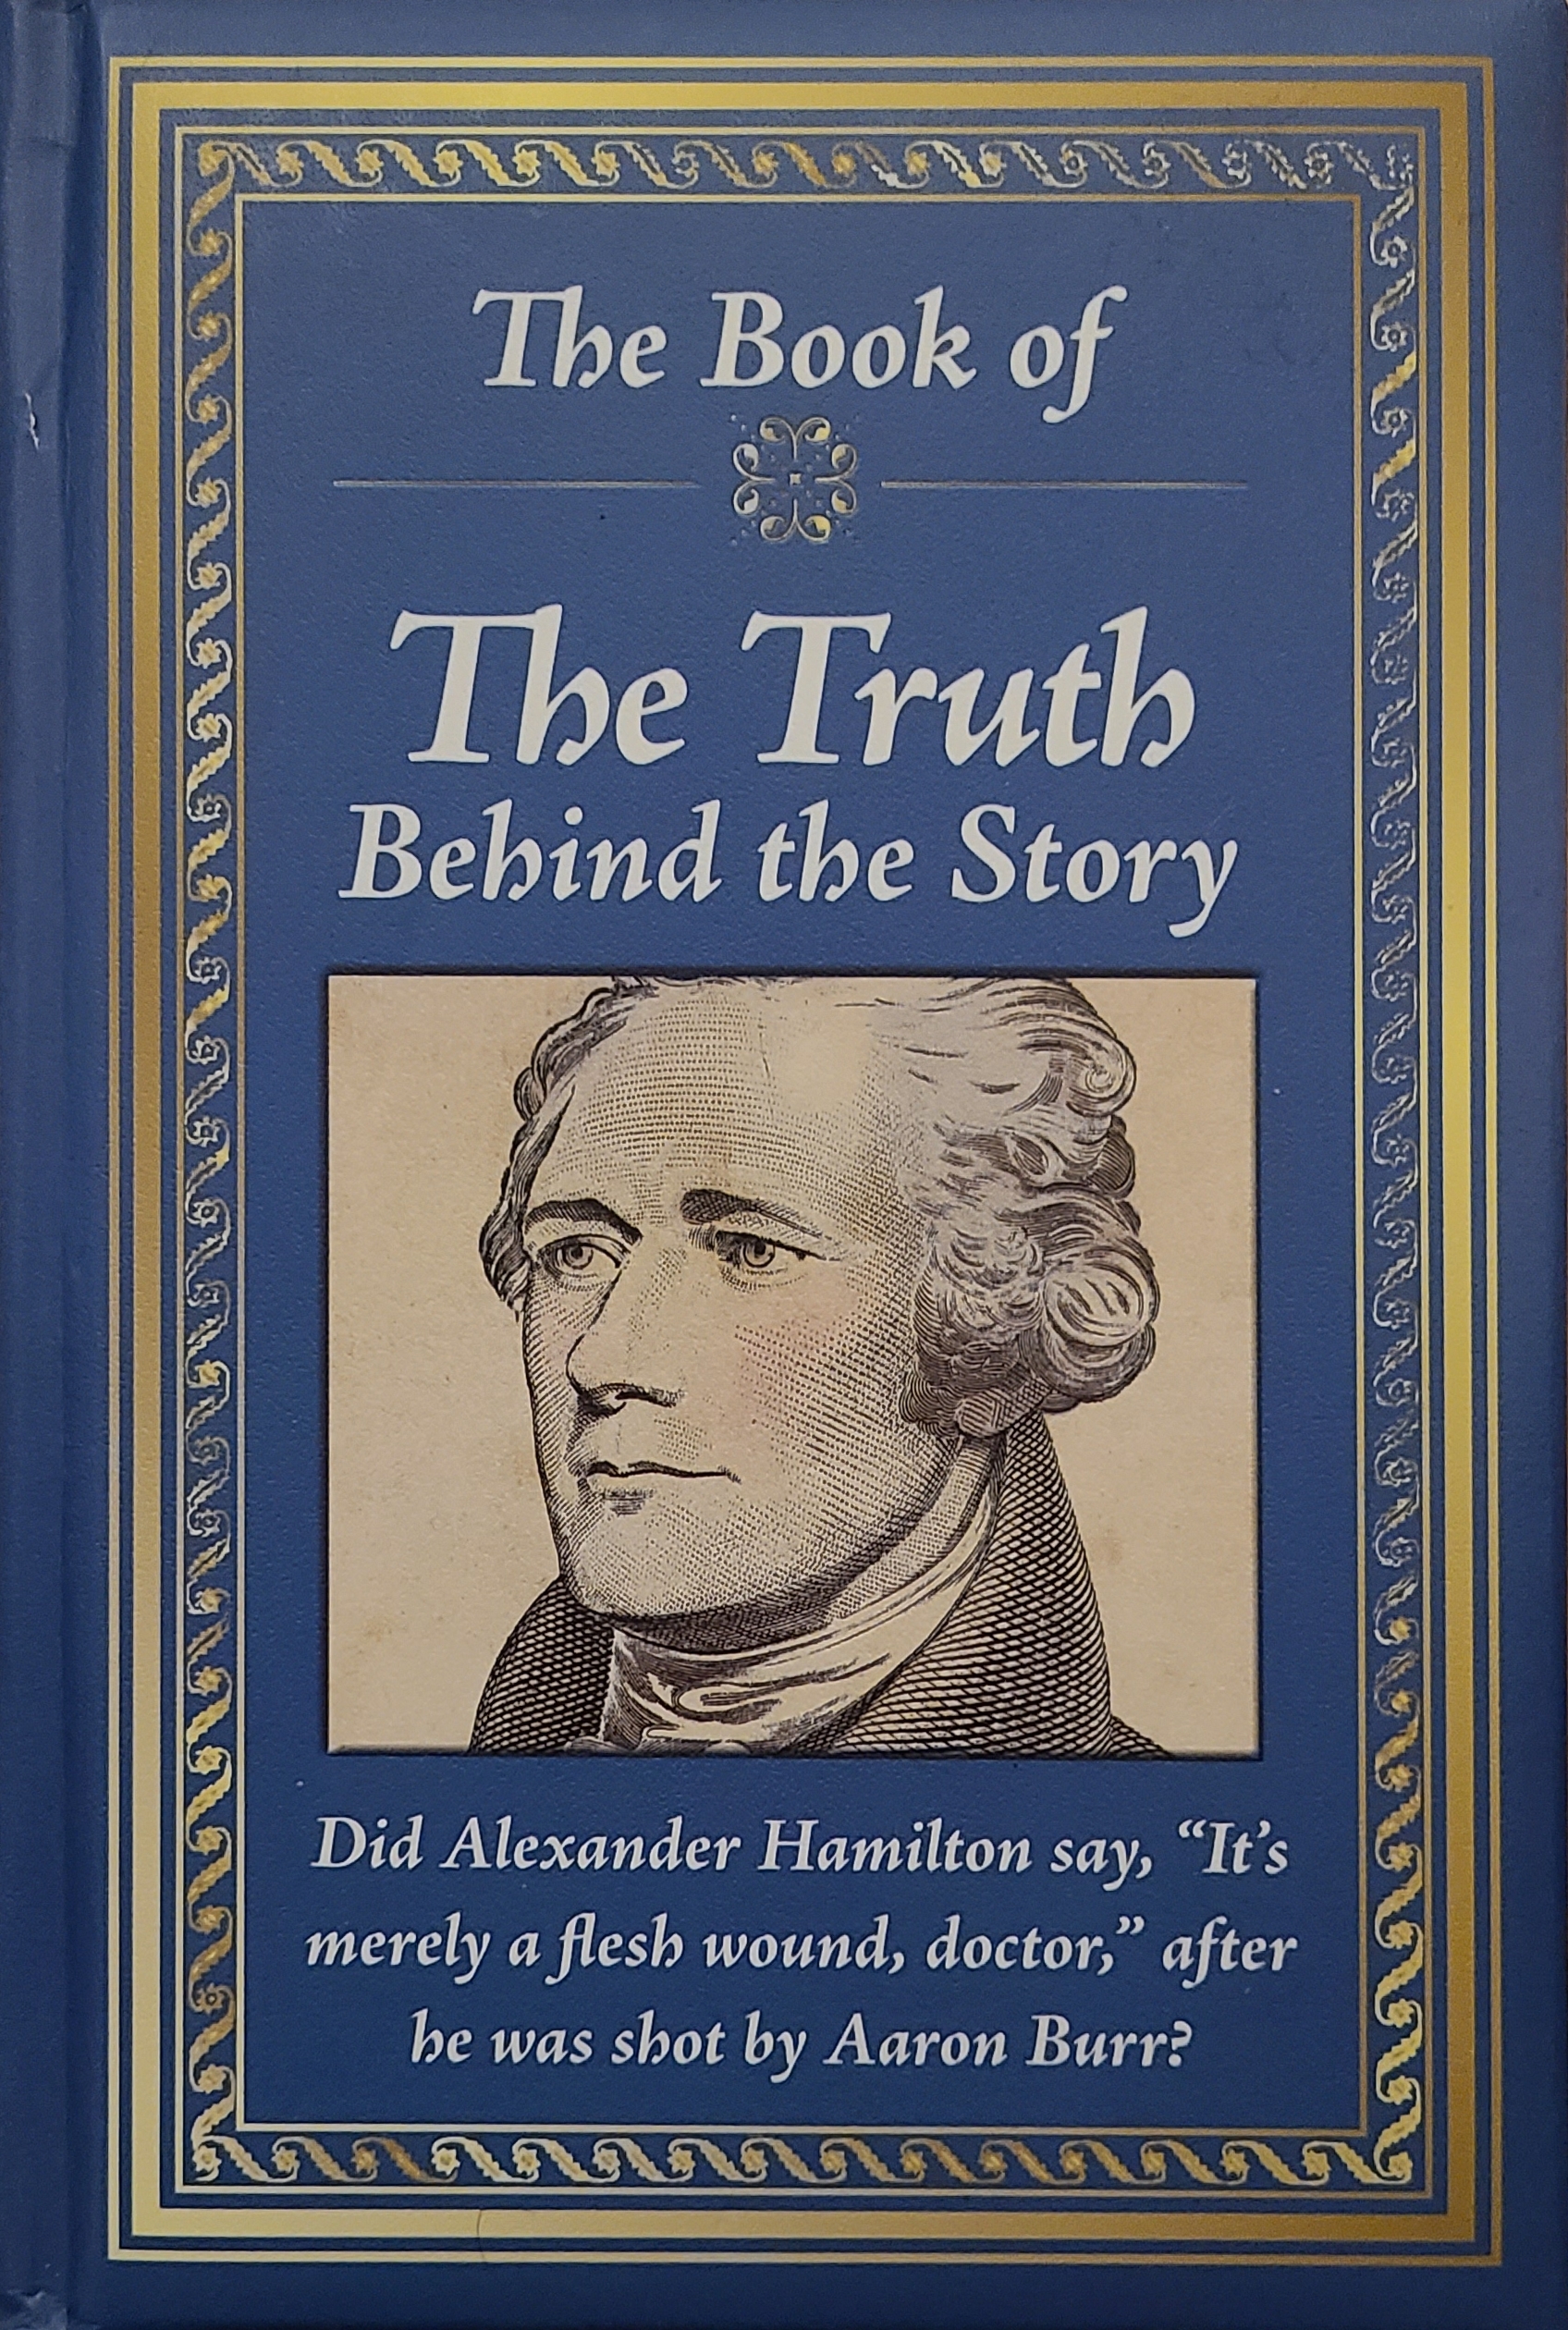 The Book of
The Truth
Behind the Story
Did Alexander Hamilton say, “It’s
merely a flesh wound, doctor,” after
he was shot by Aaron Burr?